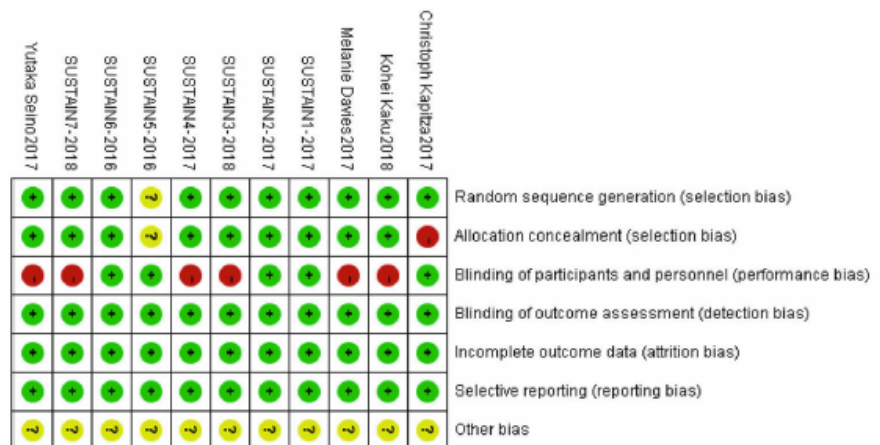 Yutaka Seino2017
SUSTAIN7-2018
SUSTAIN6-2016
SUSTAIN5-2016
SUSTAIN4-2017
SUSTAIN3-2018
SUSTAIN2-2017
SUSTAIN1-2017
Melanie Davies2017
Kohei Kaku2018
Christoph Kapitza2017
+ + + ? + + + + + + + Random sequence generation (selection bias)
+ + + ? + + + + + + - Allocation concealment (selection bias)
- - + + - - + + - - + Blinding of participants and personnel (performance bias)
+ + + + + + + + + + + Blinding of outcome assessment (detection bias)
+ + + + + + + + + + + Incomplete outcome data (attrition bias)
+ + + + + + + + + + + Selective reporting (reporting bias)
? ? ? ? ? ? ? ? ? ? ? Other bias